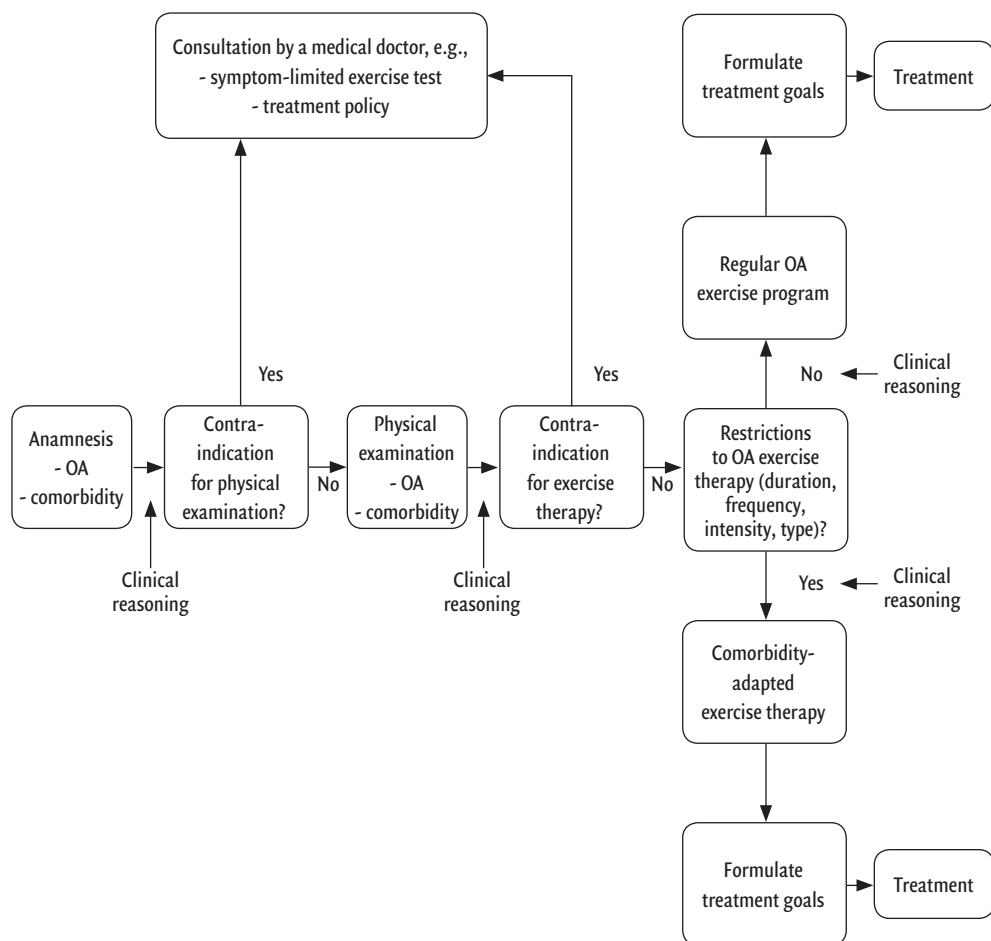 Consultation by a medical doctor, e.g.,
- symptom-limited exercise test
- treatment policy
Formulate
treatment goals
Treatment
Regular OA
exercise program
Yes
Yes
No
Clinical
reasoning
Anamnesis
- OA
- comorbidity
Contra-
indication
for physical
examination?
No
Physical
examination
- OA
- comorbidity
Contra-
indication
for exercise
therapy?
No
Restrictions
to OA exercise
therapy (duration,
frequency,
intensity, type)?
Clinical
reasoning
Clinical
reasoning
Yes
Clinical
reasoning
Comorbidity-
adapted
exercise therapy
Formulate
treatment goals
Treatment